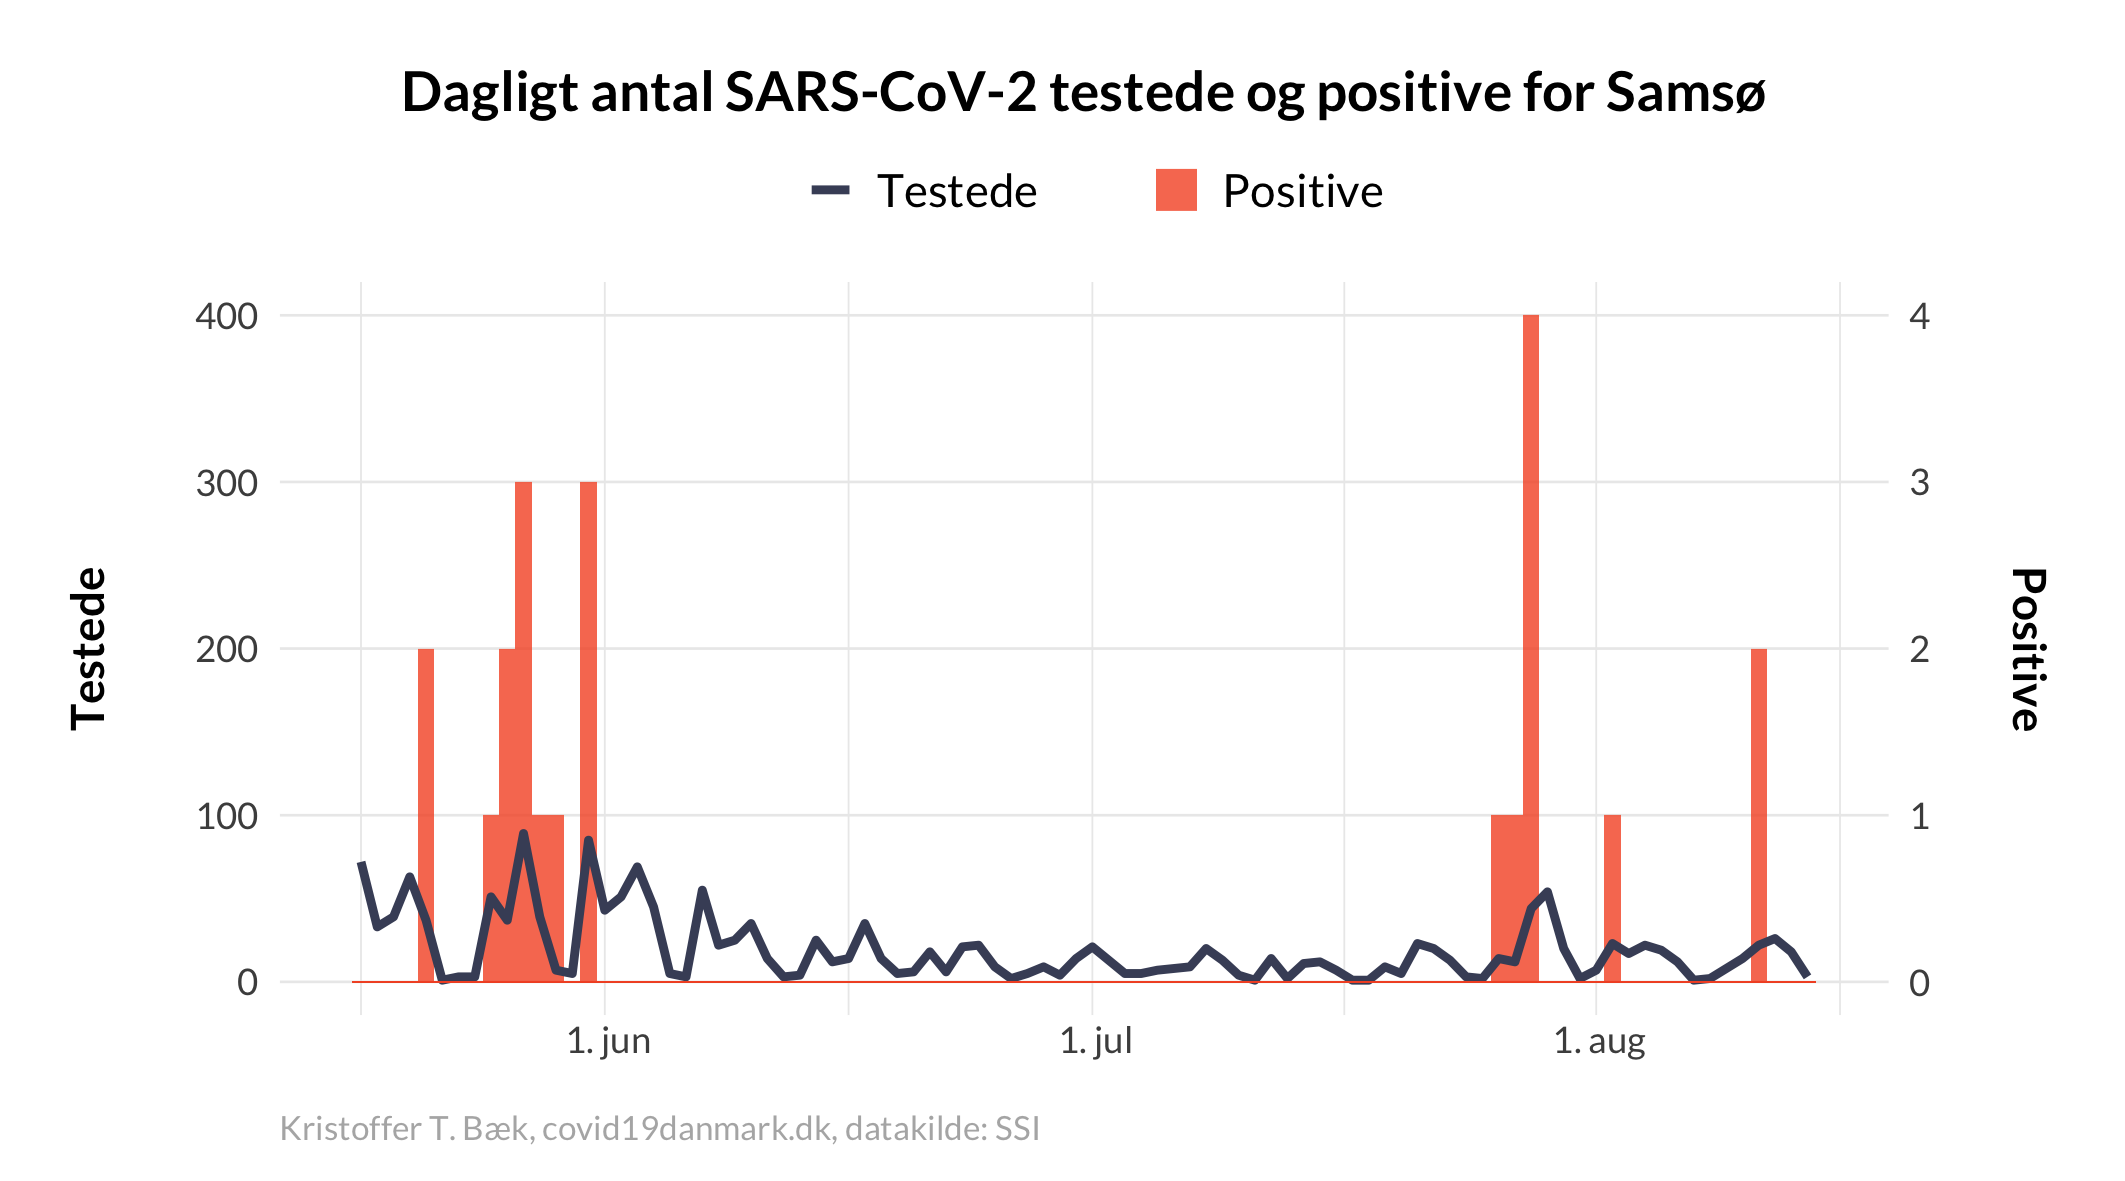 Dagligt antal SARS-CoV-2 testede og positive for Samsø
Testede
Positive
400
300
200
100
0
4
3
2
1
0
Testede
Positive
1. jun
1. jul
1. aug
Kristoffer T. Bæk, covid19danmark.dk, datakilde: SSI